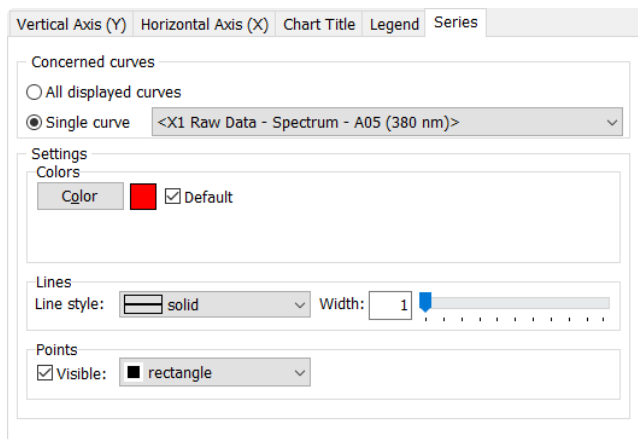 Vertical Axis (Y) Horizontal Axis (X) Chart Title Legend Series
Concerned curves
All displayed curves
Single curve <X1 Raw Data - Spectrum - A05 (380 nm)>
Settings
Colors
Color Default
Lines
Line style: solid Width: 1
Points
Visible: rectangle